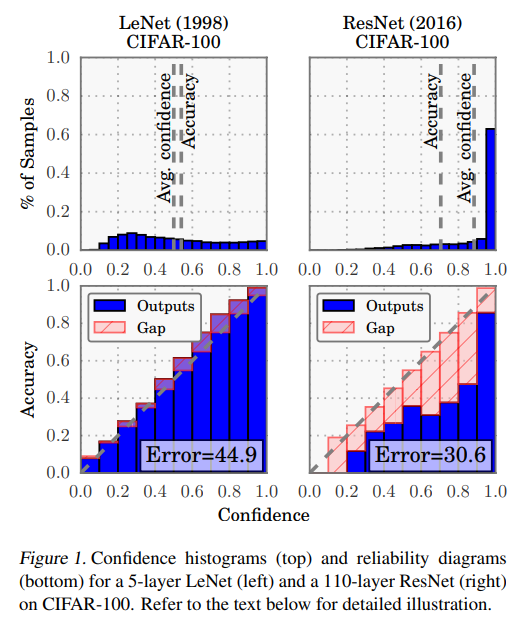 LeNet (1998)
CIFAR-100
ResNet (2016)
CIFAR-100
% of Samples
1.0
0.8
0.6
0.4
0.2
0.0
Avg. confidence
Accuracy
Accuracy
Avg. confidence
0.0 0.2 0.4 0.6 0.8 1.0
0.0 0.2 0.4 0.6 0.8 1.0
Accuracy
1.0
0.8
0.6
0.4
0.2
0.0
Outputs
Gap
Error=44.9
Outputs
Gap
Error=30.6
0.0 0.2 0.4 0.6 0.8 1.0
0.0 0.2 0.4 0.6 0.8 1.0
Confidence
Figure 1. Confidence histograms (top) and reliability diagrams
(bottom) for a 5-layer LeNet (left) and a 110-layer ResNet (right)
on CIFAR-100. Refer to the text below for detailed illustration.